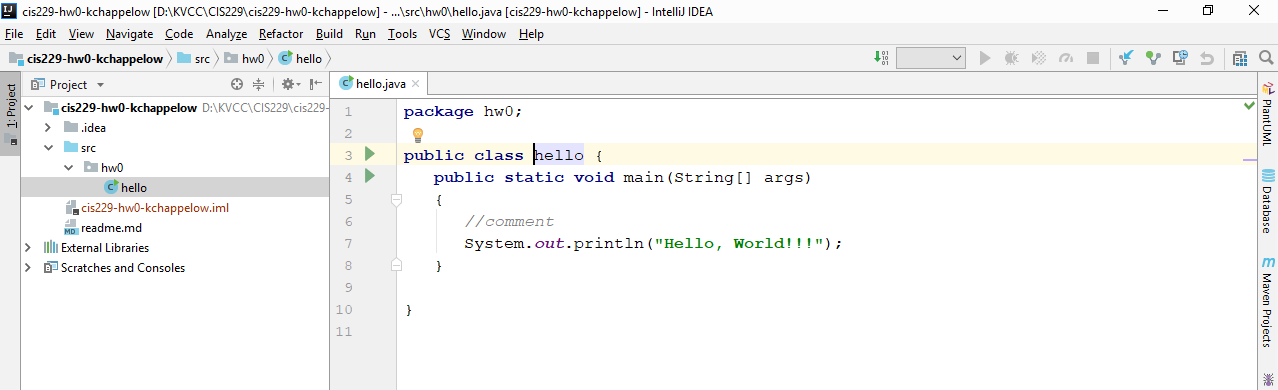 cis229-hw0-kchappelow [D:\KVCC\CIS229\cis229-hw0-kchappelow] - ...\src\hw0\hello.java [cis229-hw0-kchappelow] - IntelliJ IDEA
File Edit View Navigate Code Analyze Refactor Build Run Tools VCS Window Help
cis229-hw0-kchappelow src hw0 hello
1: Project
Project
cis229-hw0-kchappelow D:\KVCC\CIS229\cis229-
.idea
src
hw0
hello
cis229-hw0-kchappelow.iml
readme.md
External Libraries
Scratches and Consoles
hello.java
1 package hw0;
2
3 public class hello {
4 public static void main(String[] args)
5 {
6 //comment
7 System.out.println("Hello, World!!!");
8 }
9
10 }
11
PlantUML
Database
Maven Projects